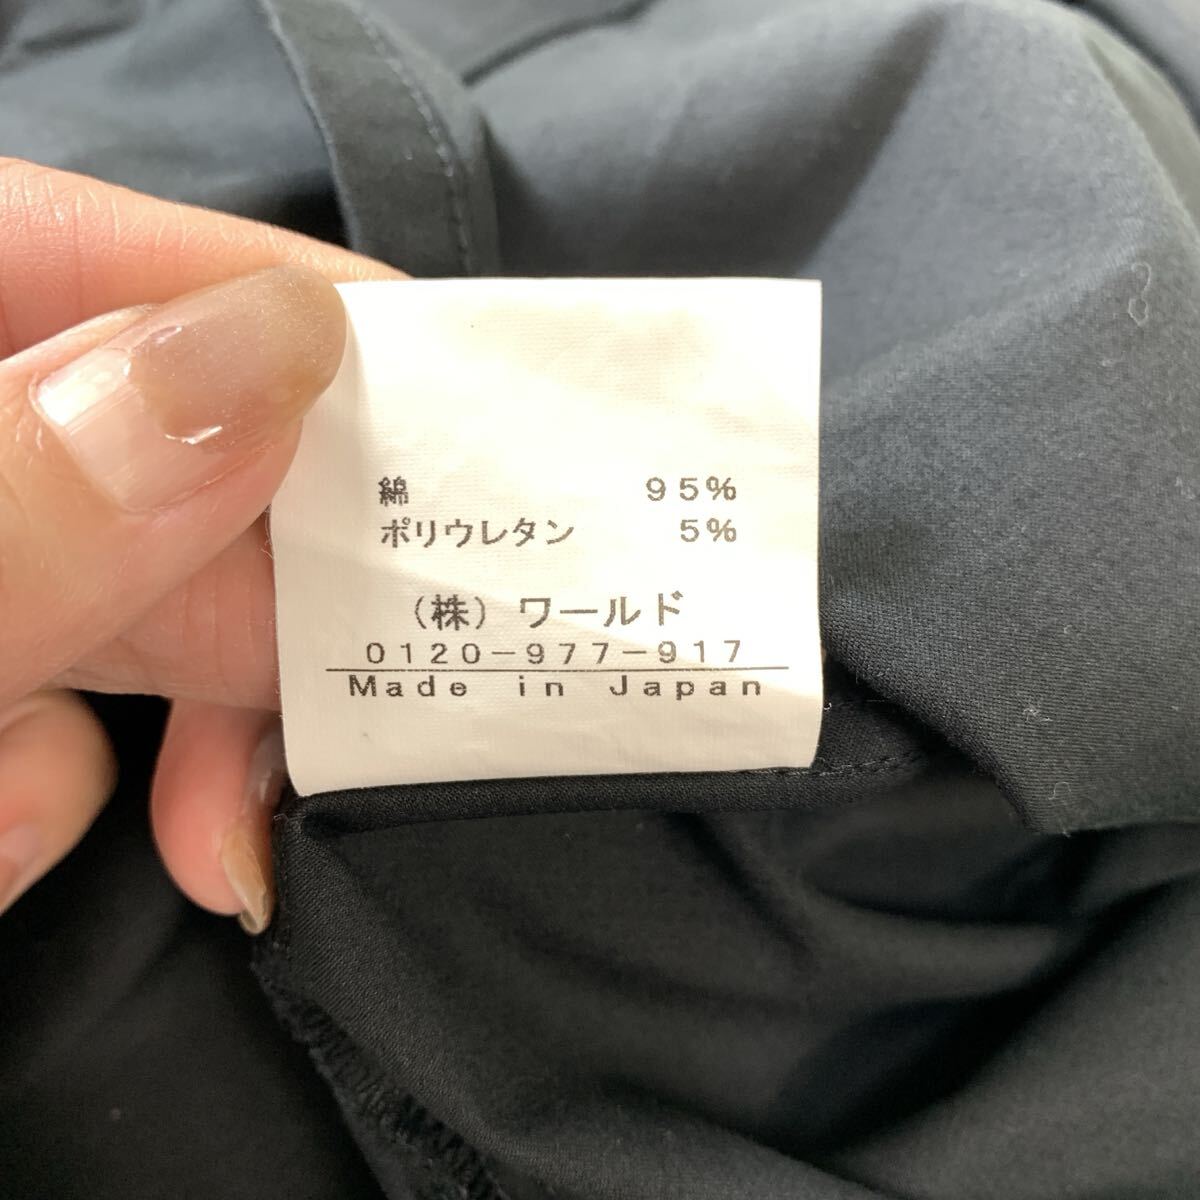 綿 95%
ポリウレタン 5%
(株) ワールド
0120-977-917
Made in Japan